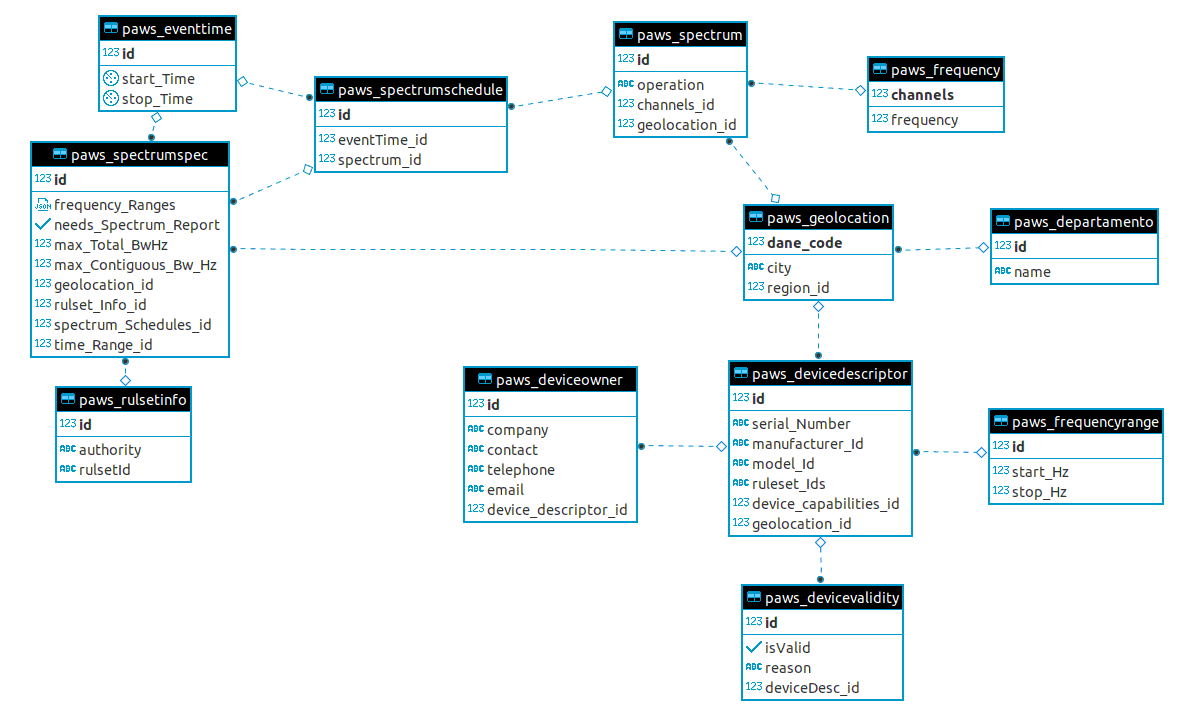 paws_eventtime
123 id
start_Time
stop_Time
paws_spectrumschedule
123 id
123 eventTime_id
123 spectrum_id
paws_spectrum
123 id
ABC operation
123 channels_id
123 geolocation_id
paws_frequency
123 channels
123 frequency
paws_spectrumspec
123 id
JSON frequency_Ranges
needs_Spectrum_Report
123 max_Total_BwHz
123 max_Contiguous_Bw_Hz
123 geolocation_id
123 rulset_Info_id
123 spectrum_Schedules_id
123 time_Range_id
paws_geolocation
123 dane_code
ABC city
123 region_id
paws_departamento
123 id
ABC name
paws_rulsetinfo
123 id
ABC authority
ABC rulsetId
paws_deviceowner
123 id
ABC company
ABC contact
ABC telephone
ABC email
123 device_descriptor_id
paws_devicedescriptor
123 id
ABC serial_Number
ABC manufacturer_Id
ABC model_Id
ABC ruleset_Ids
123 device_capabilities_id
123 geolocation_id
paws_frequencyrange
123 id
123 start_Hz
123 stop_Hz
paws_devicevalidity
123 id
isValid
ABC reason
123 deviceDesc_id